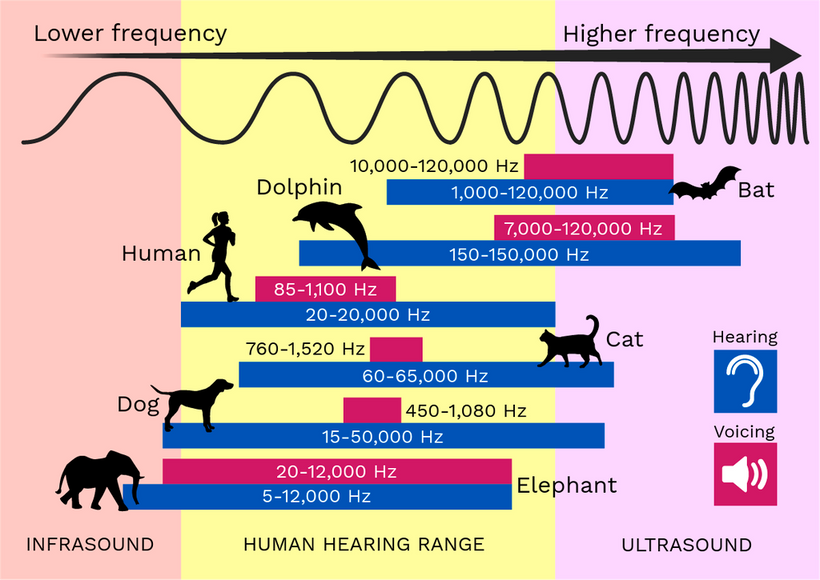 Lower frequency
Higher frequency
10,000-120,000 Hz
1,000-120,000 Hz
Bat
Dolphin
7,000-120,000 Hz
150-150,000 Hz
Human
85-1,100 Hz
20-20,000 Hz
760-1,520 Hz
Cat
60-65,000 Hz
Dog
450-1,080 Hz
15-50,000 Hz
20-12,000 Hz
5-12,000 Hz
Elephant
Hearing
Voicing
INFRASOUND
HUMAN HEARING RANGE
ULTRASOUND